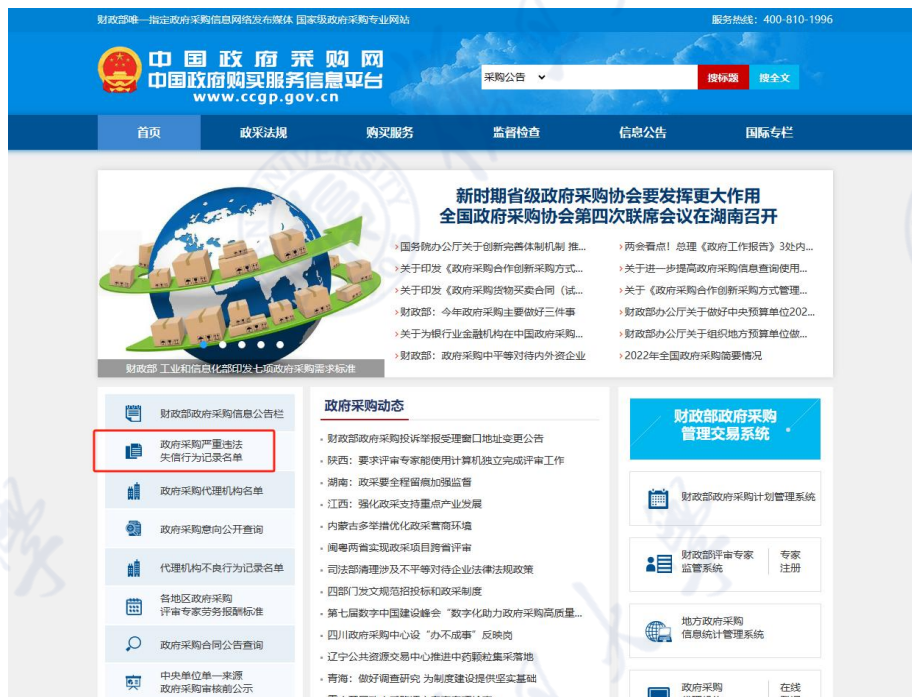 财政部唯一指定政府采购信息网络发布媒体 国家级政府采购专业网站
服务热线：400-810-1996
中国政府采购网
中国政府购买服务信息平台
www.ccgp.gov.cn
采购公告
搜标题
搜全文
首页
政采法规
购买服务
监督检查
信息公告
国际专栏
新时期省级政府采购协会要发挥更大作用
全国政府采购协会第四次联席会议在湖南召开
国务院办公厅关于创新完善体制机制 推...
两会看点！总理《政府工作报告》3处内...
关于印发《政府采购合作创新采购方式...
关于进一步提高政府采购信息查询使用...
关于印发《政府采购货物买卖合同（试...
关于《政府采购合作创新采购方式管理...
财政部：今年政府采购主要做好三件事
财政部办公厅关于做好中央预算单位202...
关于为银行业金融机构在中国政府采购...
财政部办公厅关于组织地方预算单位做...
财政部：政府采购中平等对待内外资企业
2022年全国政府采购简要情况
财政部 工业和信息化部印发七项政府采购需求标准
财政部政府采购信息公告栏
政府采购严重违法
失信行为记录名单
政府采购代理机构名单
政府采购意向公开查询
代理机构不良行为记录名单
各地区政府采购
评审专家劳务报酬标准
政府采购合同公告查询
中央单位单一来源
政府采购审核前公示
政府采购动态
财政部政府采购投诉举报受理窗口地址变更公告
陕西：要求评审专家能使用计算机独立完成评审工作
湖南：政采要全程留痕加强监督
江西：强化政采支持重点产业发展
内蒙古多举措优化政采营商环境
闽粤两省实现政采项目跨省评审
司法部清理涉及不平等对待企业法律法规政策
四部门发文规范招投标和政采制度
第七届数字中国建设峰会“数字化助力政府采购高质量...
四川政府采购中心设“办不成事”反映岗
辽宁公共资源交易中心推进中药颗粒集采落地
青海：做好调查研究 为制度建设提供坚实基础
财政部政府采购
管理交易系统
财政部政府采购计划管理系统
财政部评审专家
监管系统
专家
注册
地方政府采购
信息统计管理系统
政府采购
在线